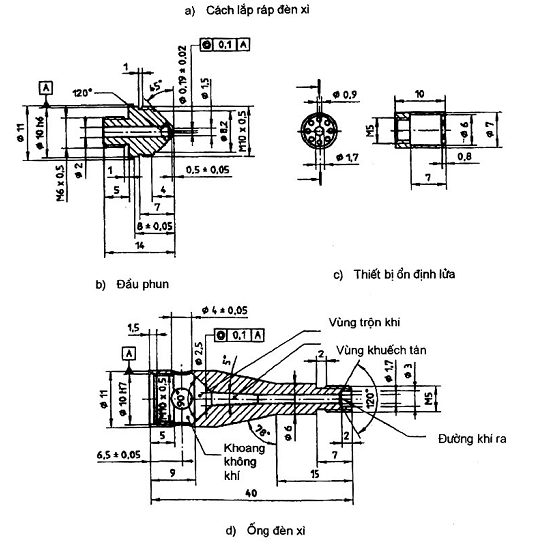 a) Cách lắp ráp đèn xì
0,1 A
1
45°
ø 0,19 ± 0,02
ø 1,5
120°
A
ø 11
ø 10 h6
M6 x 0,5
ø 2
ø 8,2
M10 x 0,5
1
5
0,5 ± 0,05
4
7
8 ± 0,05
14
b) Đầu phun
ø 0,9
ø 1,7
10
M5
ø 6
ø 7
0,8
7
c) Thiết bị ổn định lửa
ø 4 ± 0,05
0,1 A
1,5
A
ø 2,5
5°
Vùng trộn khí
2
Vùng khuếch tán
ø 1,7
ø 3
ø 11
ø 10 H7
M10 x 0,5
90°
120°
M5
5
Khoang
không
khí
78°
ø 6
2
Đường khí ra
6,5 ± 0,05
9
7
15
40
d) Ống đèn xì